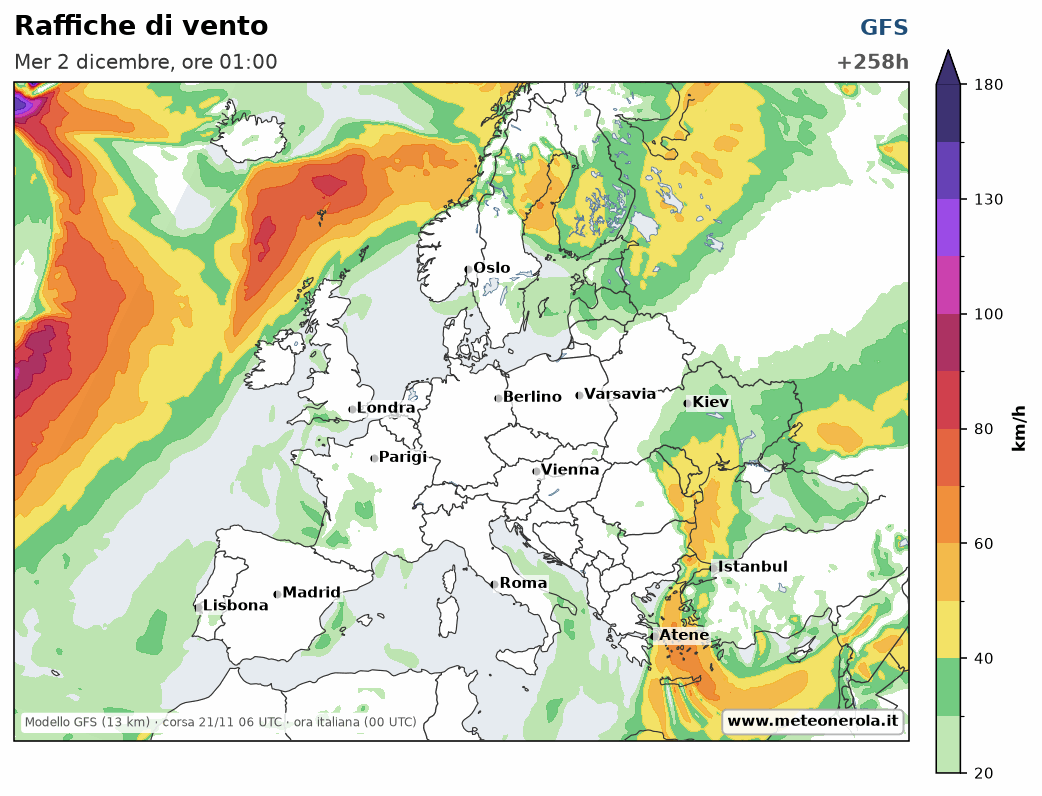 Raffiche di vento
GFS
Mer 2 dicembre, ore 01:00
+258h
180
130
100
80
60
40
20
km/h
Oslo
Berlino
Varsavia
Kiev
Londra
Parigi
Vienna
Istanbul
Roma
Madrid
Lisbona
Atene
Modello GFS (13 km) · corsa 21/11 06 UTC · ora italiana (00 UTC)
www.meteonerola.it